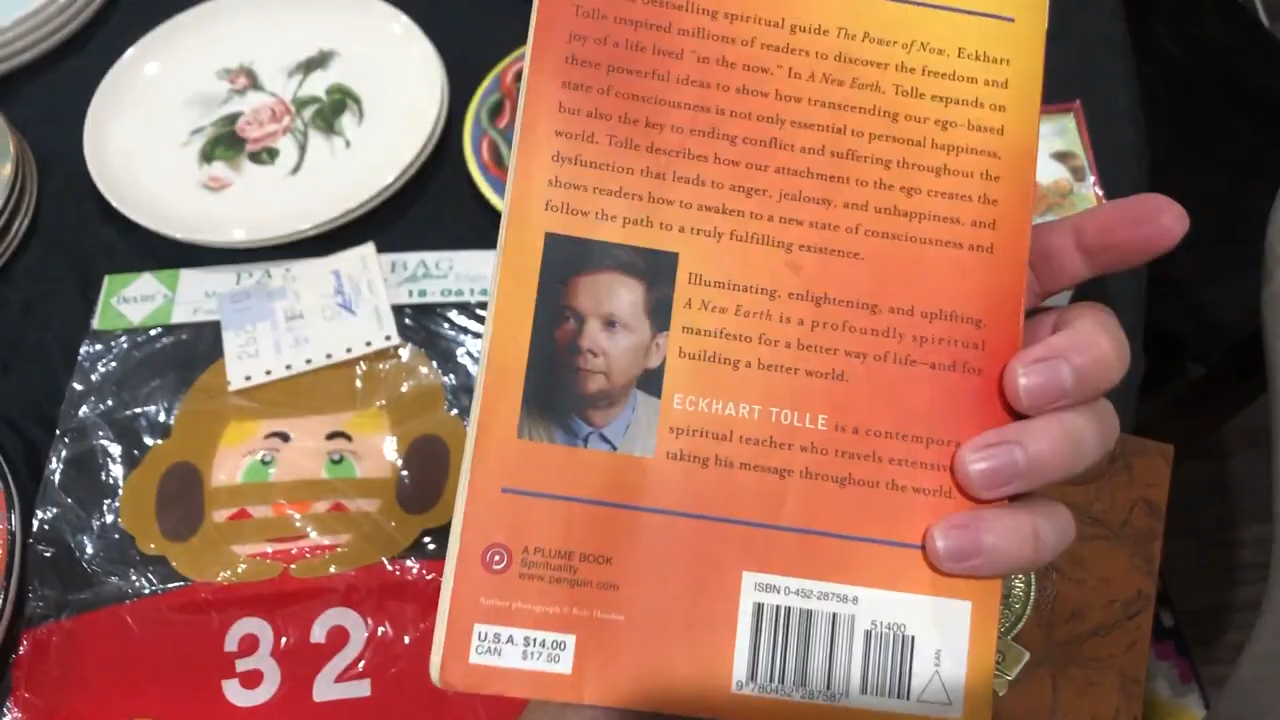 bestselling spiritual guide The Power of Now, Eckhart
Tolle inspired millions of readers to discover the freedom and
joy of a life lived "in the now." In A New Earth, Tolle expands on
these powerful ideas to show how transcending our ego-based
state of consciousness is not only essential to personal happiness,
but also the key to ending conflict and suffering throughout the
world. Tolle describes how our attachment to the ego creates the
dysfunction that leads to anger, jealousy, and unhappiness, and
shows readers how to awaken to a new state of consciousness and
follow the path to a truly fulfilling existence.
Illuminating, enlightening, and uplifting,
A New Earth is a profoundly spiritual
manifesto for a better way of life—and for
building a better world.
ECKHART TOLLE is a contempora
spiritual teacher who travels extensiv
taking his message throughout the world.
A PLUME BOOK
Spirituality
www.penguin.com
Author photograph ©
U.S.A. $14.00
CAN $17.50
ISBN 0-452-28758-8
51400
9 780452 287587
EAN
BAG
18-0614
32